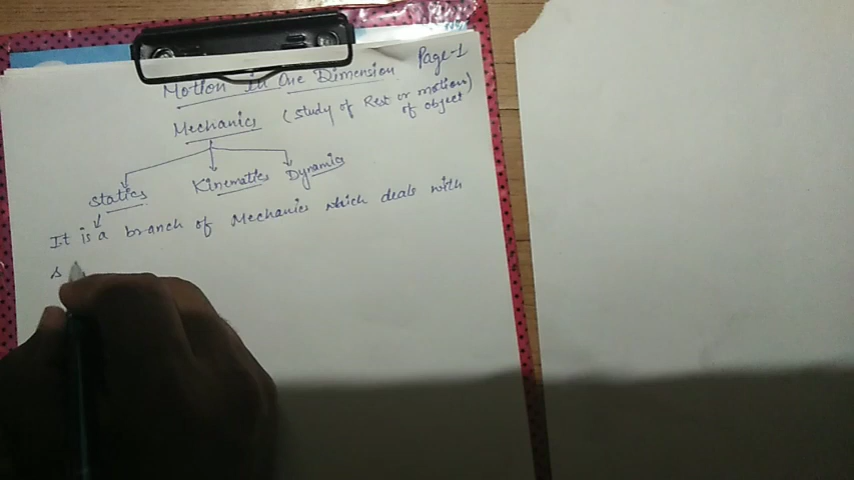 Motion in One Dimension Page-1
Mechanics (study of Rest or motion of object)
statics Kinematics Dynamics
It is a branch of Mechanics which deals with
s